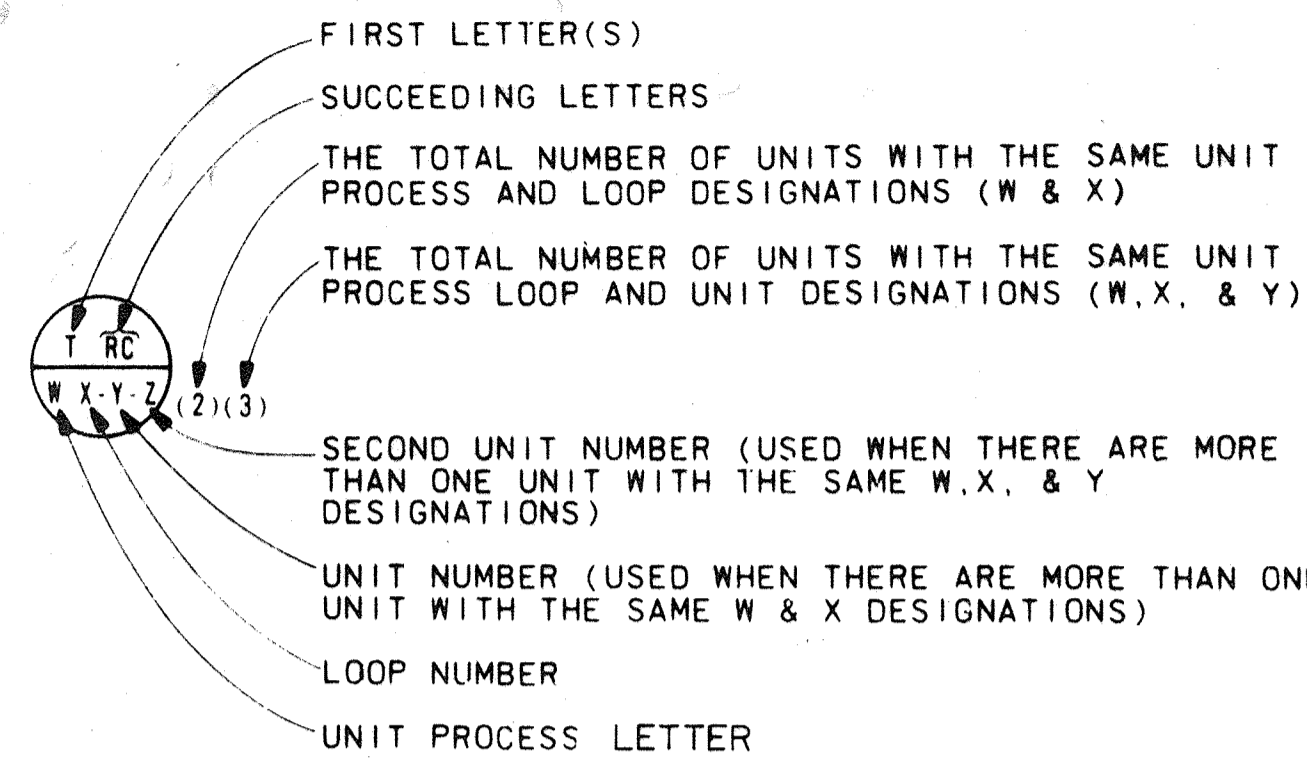 FIRST LETTER(S)
SUCCEEDING LETTERS
THE TOTAL NUMBER OF UNITS WITH THE SAME UNIT
PROCESS AND LOOP DESIGNATIONS (W & X)
THE TOTAL NUMBER OF UNITS WITH THE SAME UNIT
PROCESS LOOP AND UNIT DESIGNATIONS (W,X, & Y)
T RC
W X-Y-Z (2)(3)
SECOND UNIT NUMBER (USED WHEN THERE ARE MORE
THAN ONE UNIT WITH THE SAME W,X, & Y
DESIGNATIONS)
UNIT NUMBER (USED WHEN THERE ARE MORE THAN ON
UNIT WITH THE SAME W & X DESIGNATIONS)
LOOP NUMBER
UNIT PROCESS LETTER